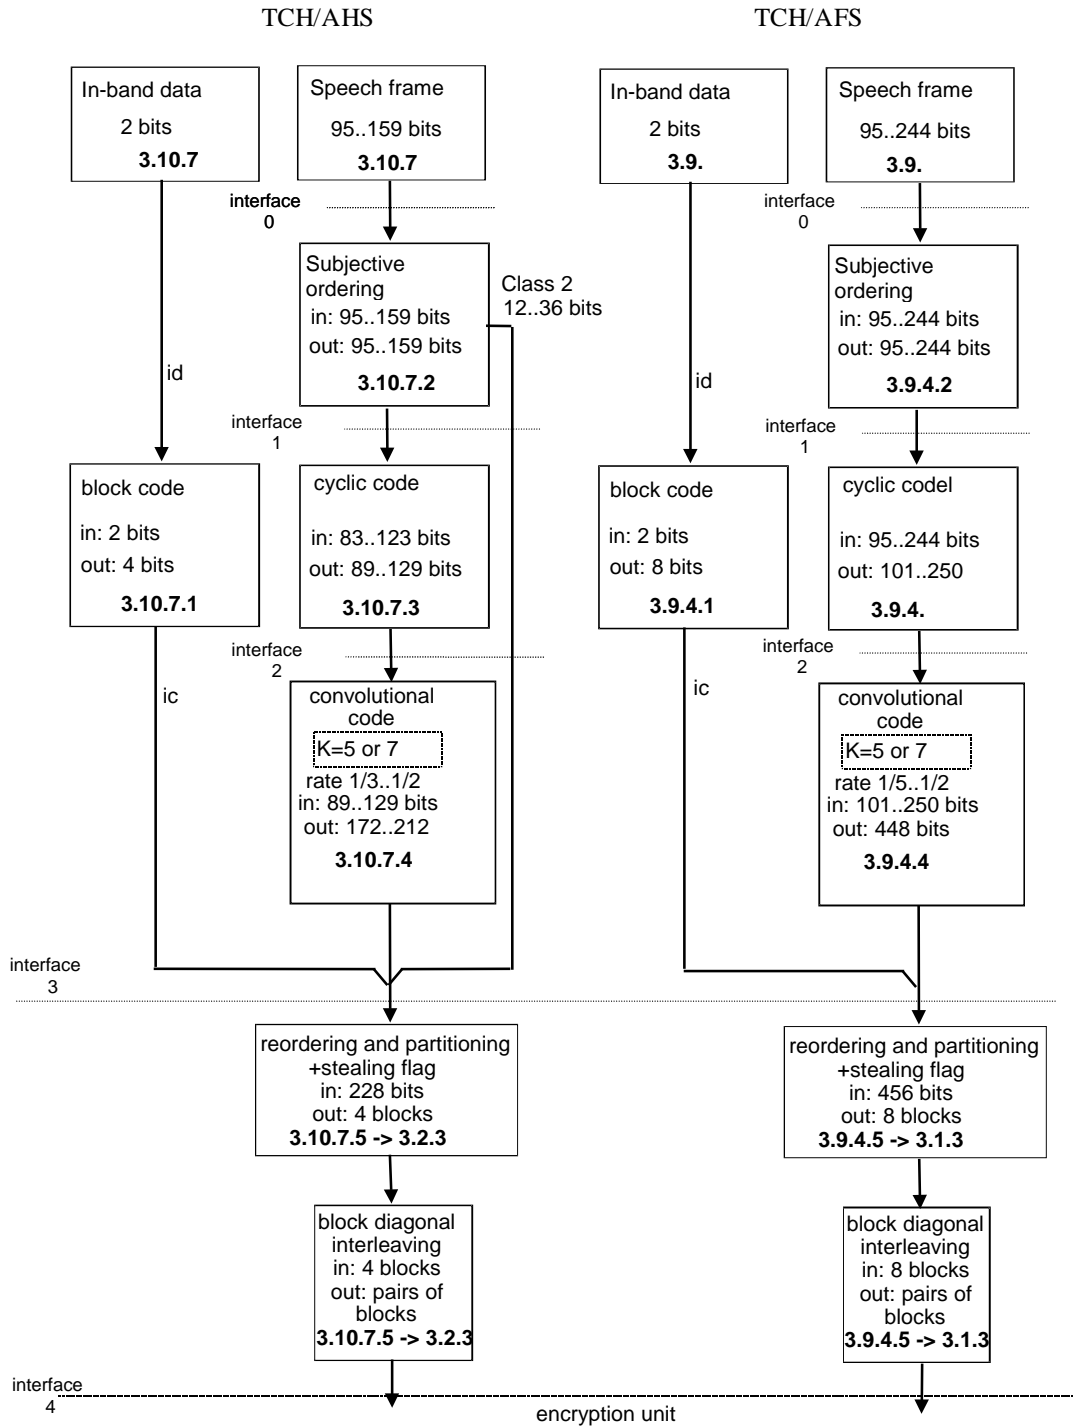 TCH/AHS
TCH/AFS
In-band data
2 bits
3.10.7
Speech frame
95..159 bits
3.10.7
In-band data
2 bits
3.9.
Speech frame
95..244 bits
3.9.
interface
0
interface
0
Subjective
ordering
in: 95..159 bits
out: 95..159 bits
3.10.7.2
Class 2
12..36 bits
Subjective
ordering
in: 95..244 bits
out: 95..244 bits
3.9.4.2
id
id
interface
1
interface
1
block code
in: 2 bits
out: 4 bits
3.10.7.1
cyclic code
in: 83..123 bits
out: 89..129 bits
3.10.7.3
block code
in: 2 bits
out: 8 bits
3.9.4.1
cyclic codel
in: 95..244 bits
out: 101..250
3.9.4.
interface
2
interface
2
ic
ic
convolutional
code
K=5 or 7
rate 1/3..1/2
in: 89..129 bits
out: 172..212
3.10.7.4
convolutional
code
K=5 or 7
rate 1/5..1/2
in: 101..250 bits
out: 448 bits
3.9.4.4
interface
3
reordering and partitioning
+stealing flag
in: 228 bits
out: 4 blocks
3.10.7.5 -> 3.2.3
reordering and partitioning
+stealing flag
in: 456 bits
out: 8 blocks
3.9.4.5 -> 3.1.3
block diagonal
interleaving
in: 4 blocks
out: pairs of
blocks
3.10.7.5 -> 3.2.3
block diagonal
interleaving
in: 8 blocks
out: pairs of
blocks
3.9.4.5 -> 3.1.3
interface
4
encryption unit